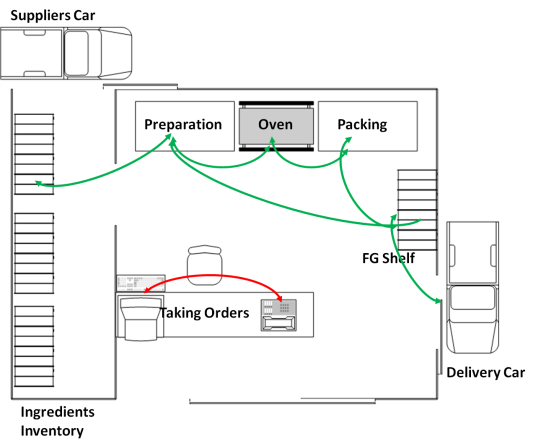 Suppliers Car
Preparation
Oven
Packing
FG Shelf
Taking Orders
Delivery Car
Ingredients
Inventory